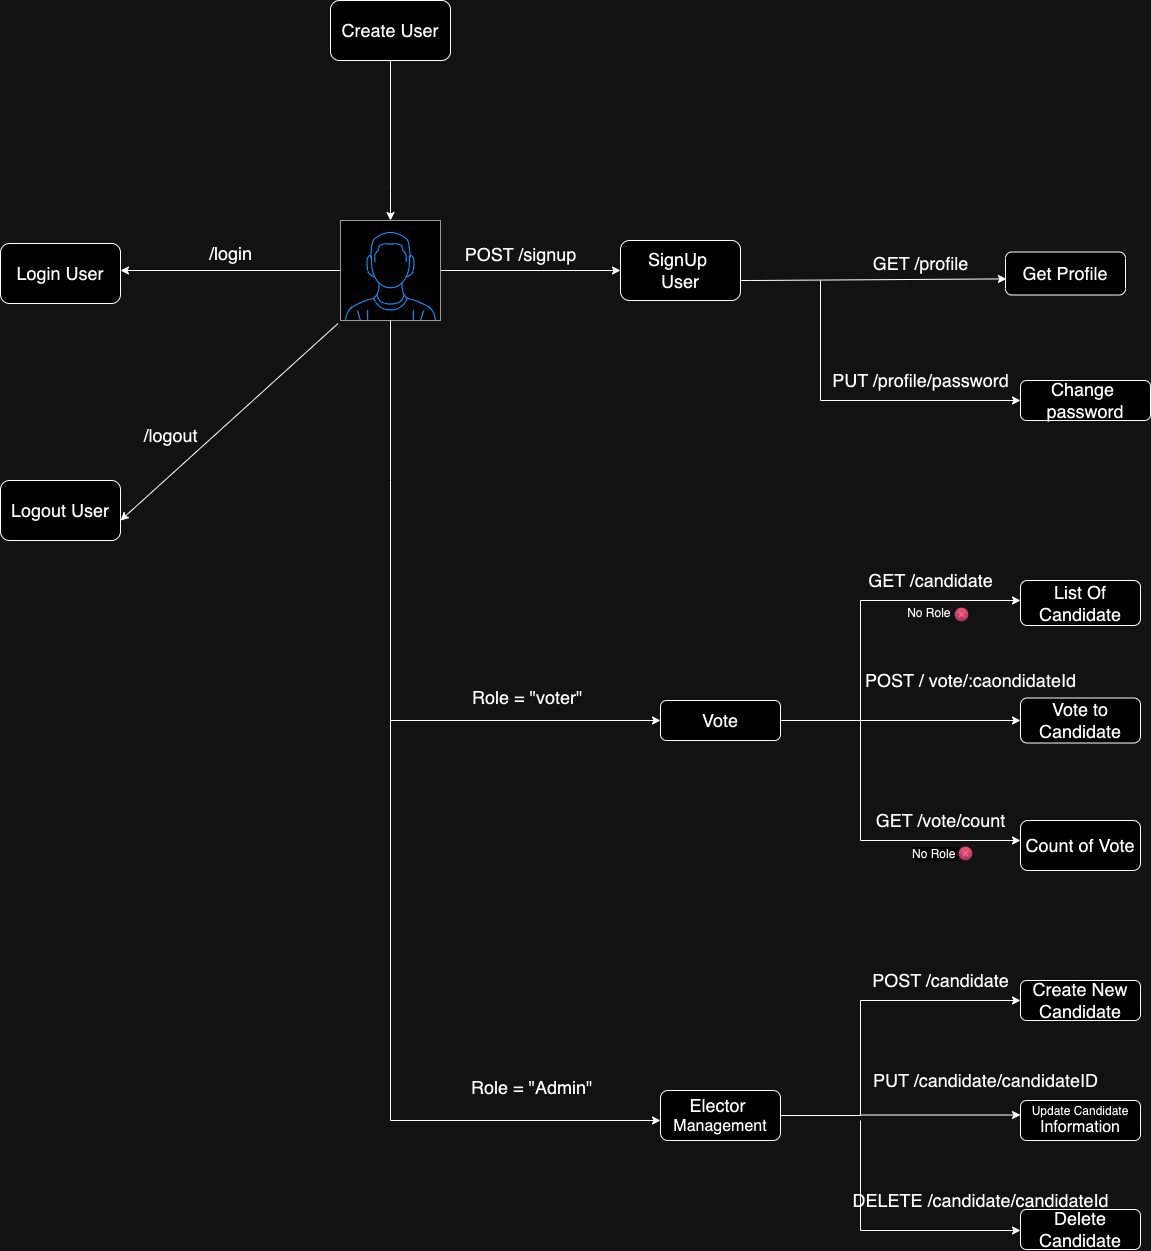 Create User
/login
Login User
POST /signup
SignUp
User
GET /profile
Get Profile
PUT /profile/password
Change
password
/logout
Logout User
GET /candidate
No Role
List Of
Candidate
Role = "voter"
Vote
POST / vote/:caondidateId
Vote to
Candidate
GET /vote/count
No Role
Count of Vote
Role = "Admin"
Elector
Management
POST /candidate
Create New
Candidate
PUT /candidate/candidateID
Update Candidate
Information
DELETE /candidate/candidateId
Delete
Candidate